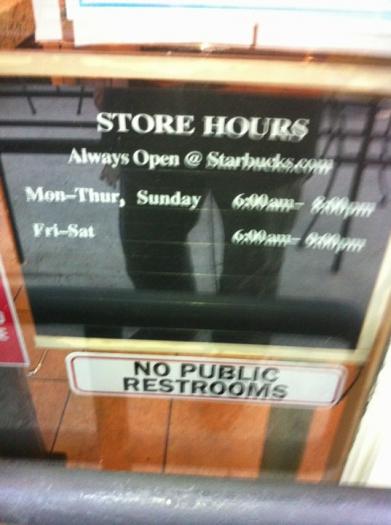 STORE HOURS
Always Open @ Starbucks.com
Mon-Thur, Sunday 6:00am-
Fri-Sat 6:00am-
NO PUBLIC
RESTROOMS